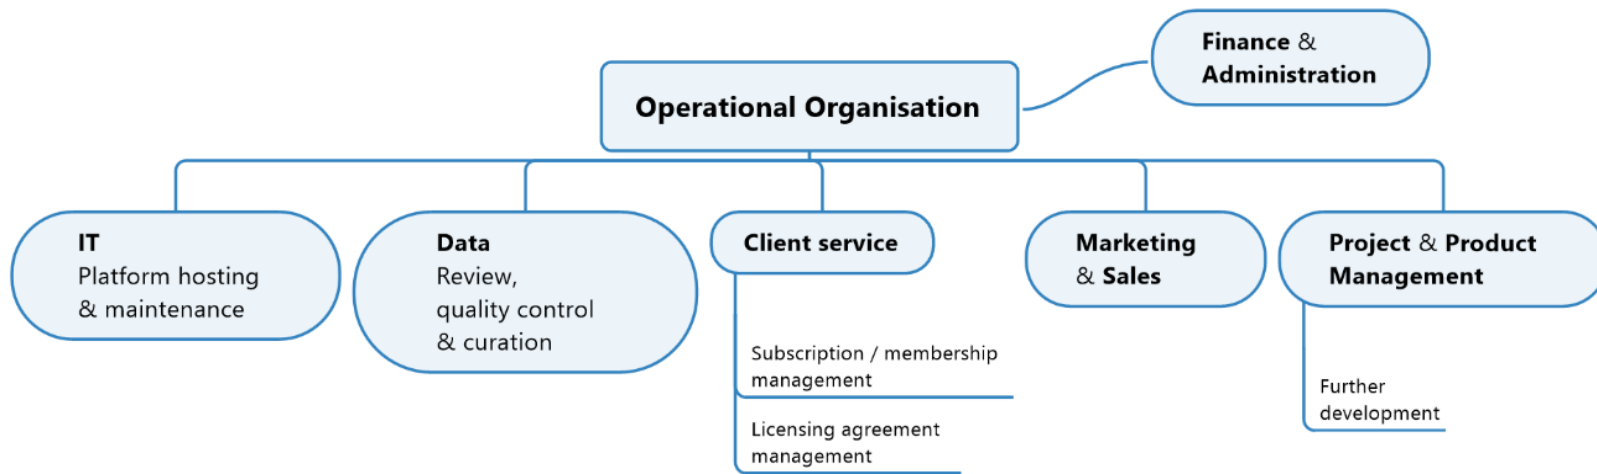 Finance &
Administration
Operational Organisation
IT
Platform hosting
& maintenance
Data
Review,
quality control
& curation
Client service
Subscription / membership
management
Licensing agreement
management
Marketing
& Sales
Project & Product
Management
Further
development